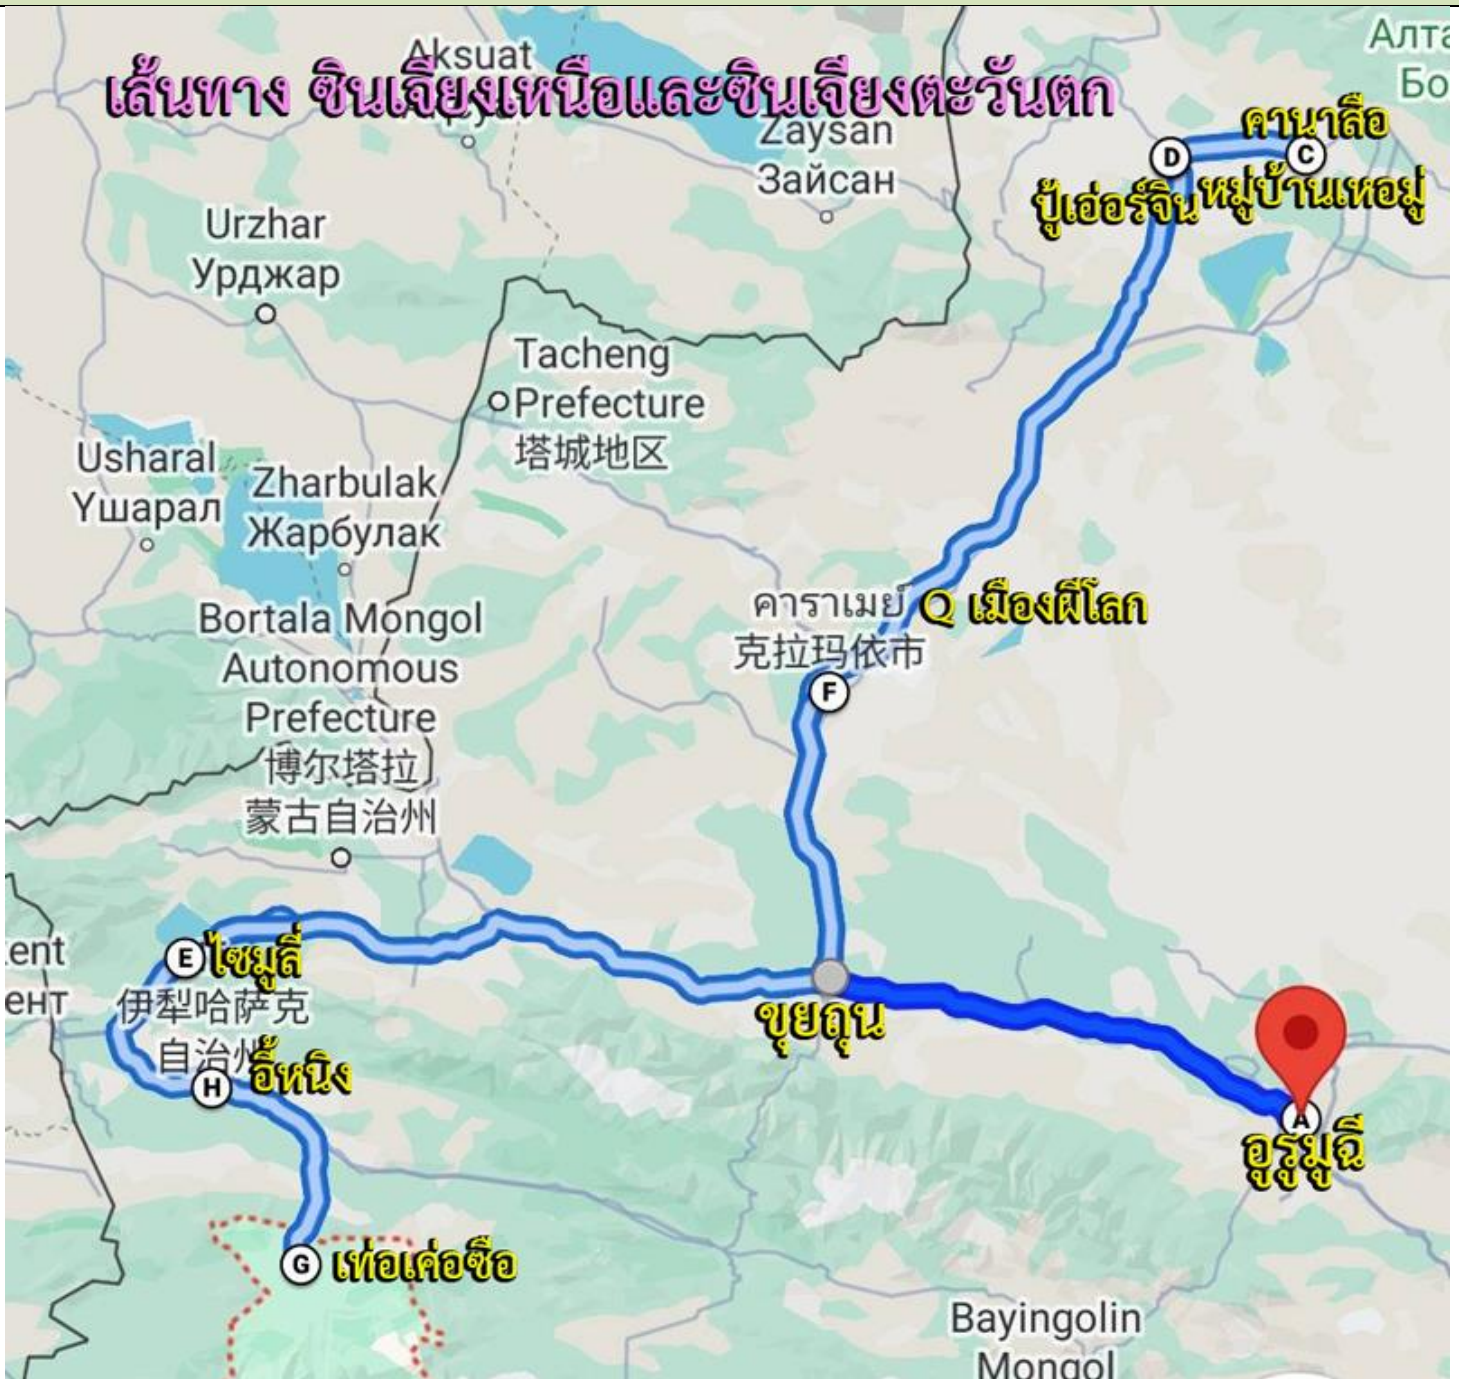 Aksuat
เส้นทาง ซินเจียงเหนือและซินเจียงตะวันตก
Алта
Бо
Zaysan
Зайсан
คานาสือ
D
C
หมู่บ้านเหอมู่
ปู้เอ่อร์จิน
Urzhar
Урджар
Tacheng
Prefecture
塔城地区
Usharal
Үшарал
Zharbulak
Жарбулак
คาราเมย์
克拉玛依市
Q เมืองผีโลก
F
Bortala Mongol
Autonomous
Prefecture
博尔塔拉
蒙古自治州
ent
ент
E
ไซมูลี่
伊犁哈萨克
自治州
H
อี้หนิง
ขุยถุน
A
อูรูมูฉี
G
เท่อเค่อซือ
Bayingolin
Mongol